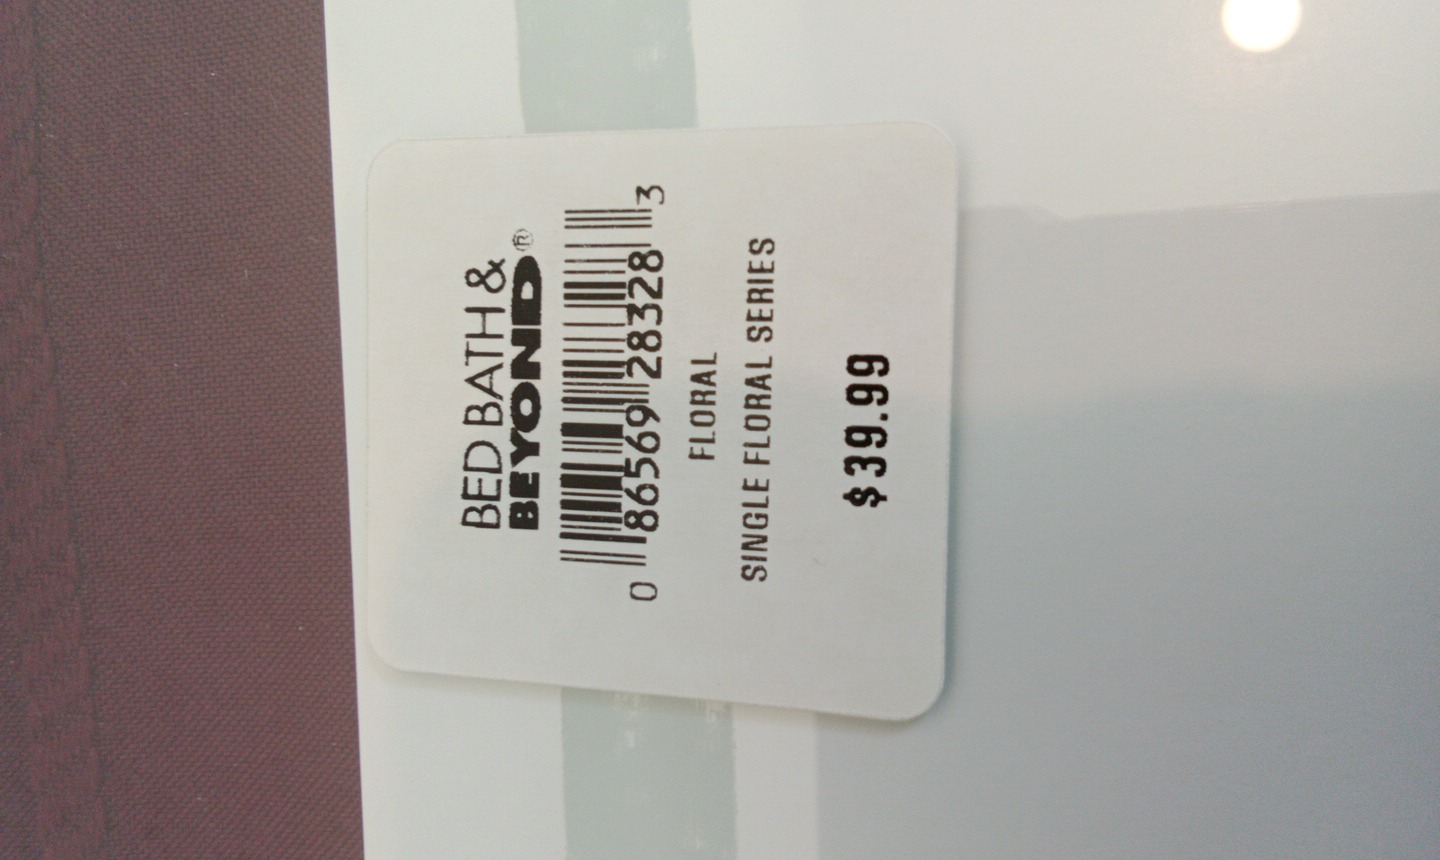 BED BATH &
BEYOND®
0 86569 28328 3
FLORAL
SINGLE FLORAL SERIES
$39.99